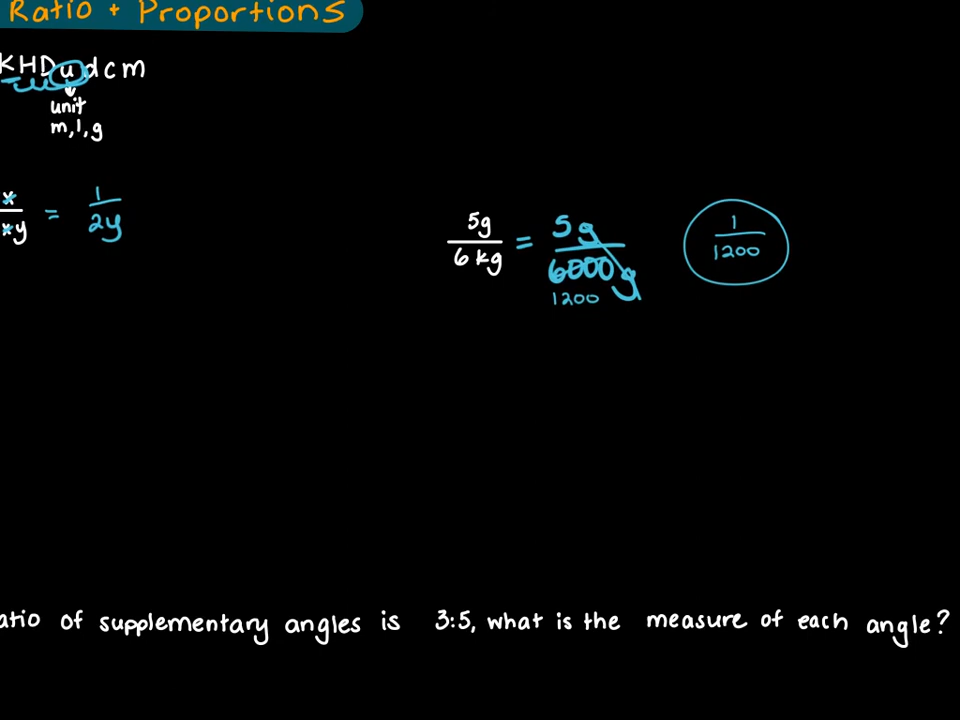 Ratio + Proportions
KHDudcm
unit
m, l, g
x/xy = 1/2y
5g/6kg = 5g/6000g 1/1200
1200
atio of supplementary angles is 3:5, what is the measure of each angle?